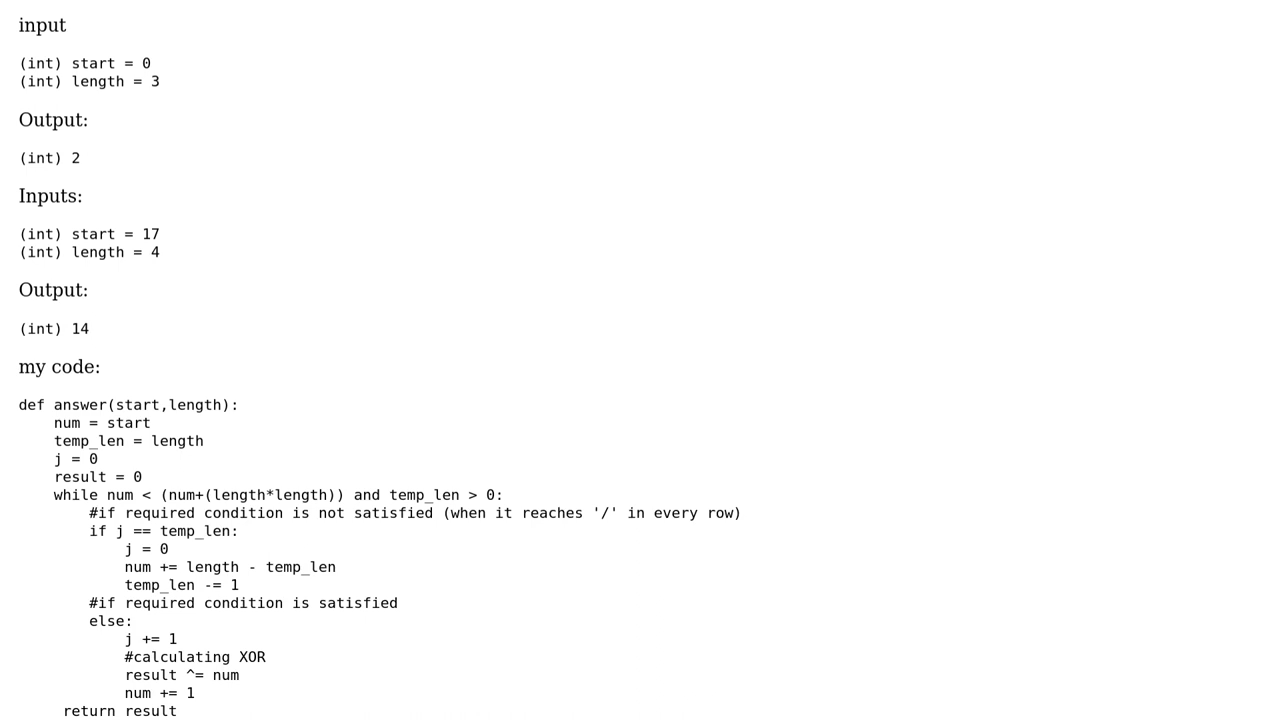 input
(int) start = 0
(int) length = 3
Output:
(int) 2
Inputs:
(int) start = 17
(int) length = 4
Output:
(int) 14
my code:
def answer(start,length):
    num = start
    temp_len = length
    j = 0
    result = 0
    while num < (num+(length*length)) and temp_len > 0:
        #if required condition is not satisfied (when it reaches '/' in every row)
        if j == temp_len:
            j = 0
            num += length - temp_len
            temp_len -= 1
        #if required condition is satisfied
        else:
            j += 1
            #calculating XOR
            result ^= num
            num += 1
     return result